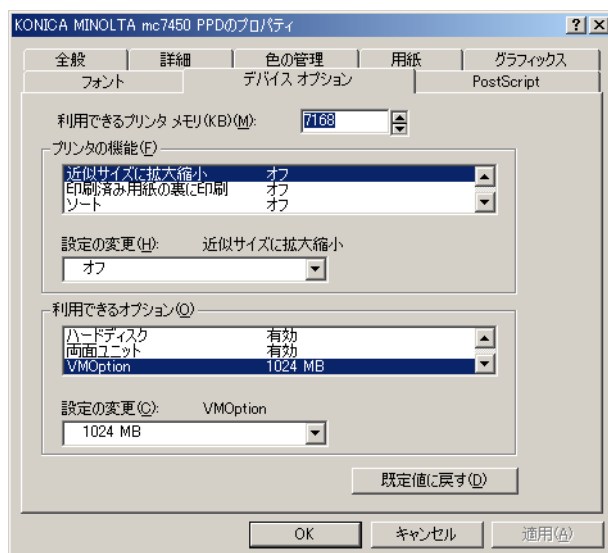 KONICA MINOLTA mc7450 PPDのプロパティ
全般 詳細 色の管理 用紙 グラフィックス
フォント デバイス オプション PostScript
利用できるプリンタ メモリ(KB)(M): 7168
プリンタの機能(F)
近似サイズに拡大縮小 オフ
印刷済み用紙の裏に印刷 オフ
ソート オフ
設定の変更(H): 近似サイズに拡大縮小
オフ
利用できるオプション(O)
ハードディスク 有効
両面ユニット 有効
VMOption 1024 MB
設定の変更(C): VMOption
1024 MB
既定値に戻す(D)
OK キャンセル 適用(A)